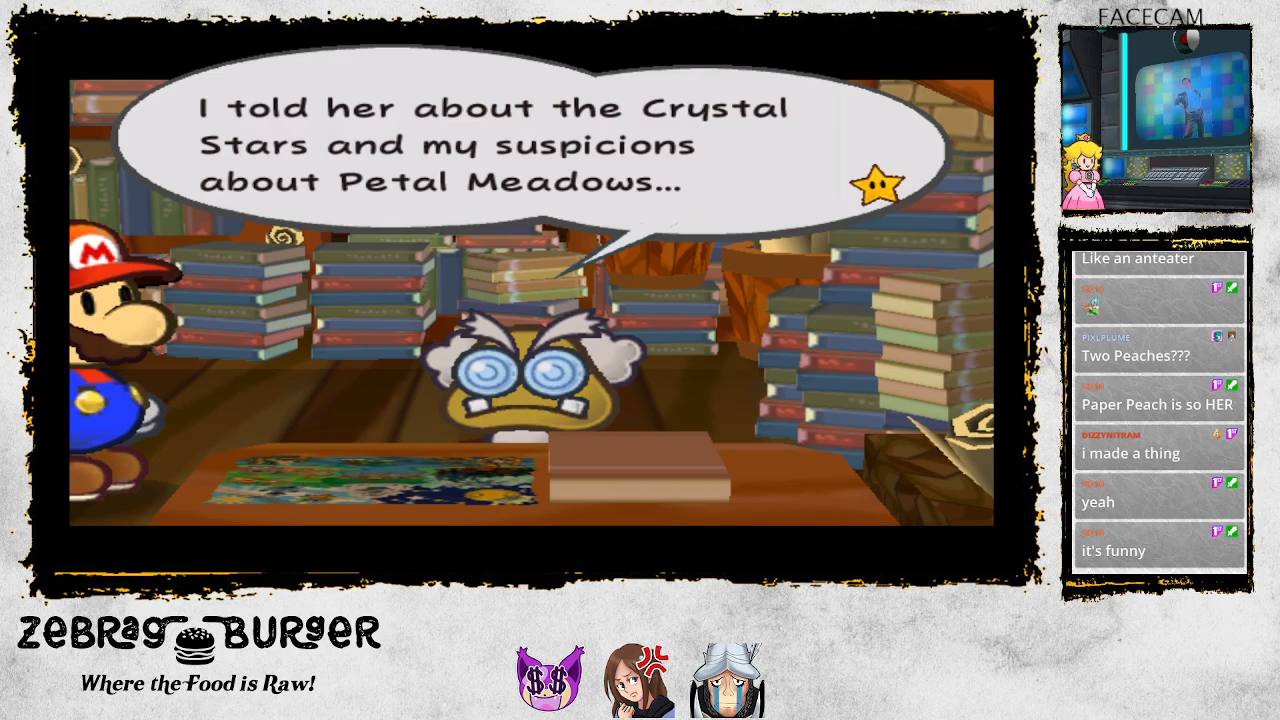 FACECAM
I told her about the Crystal
Stars and my suspicions
about Petal Meadows...
M
Like an anteater
PIXLPLUME
Two Peaches???
Paper Peach is so HER
DIZZYNITRAM
i made a thing
yeah
it's funny
ZEBRag BURgER
Where the Food is Raw!
$ $